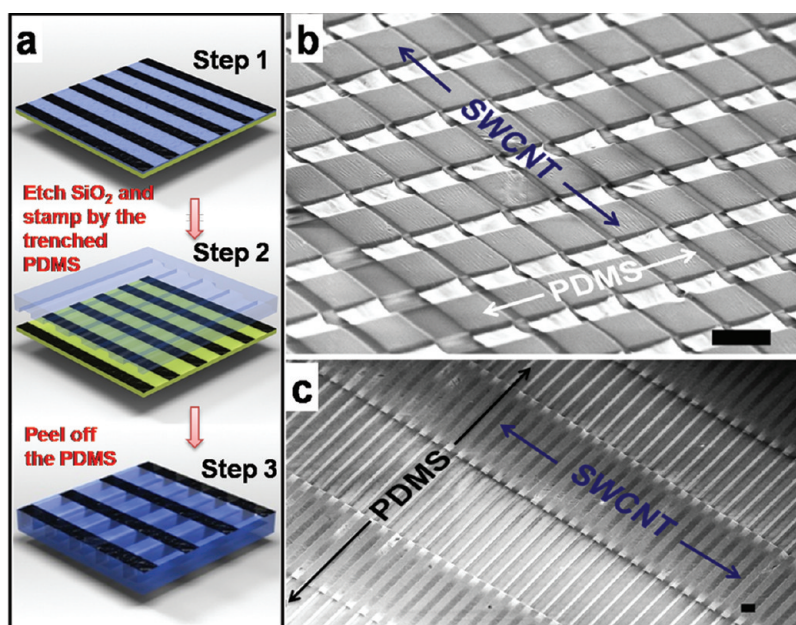 a
Step 1
Etch SiO₂ and
stamp by the
trenched
PDMS
Step 2
Peel off
the PDMS
Step 3
b
SWCNT
PDMS
c
PDMS
SWCNT